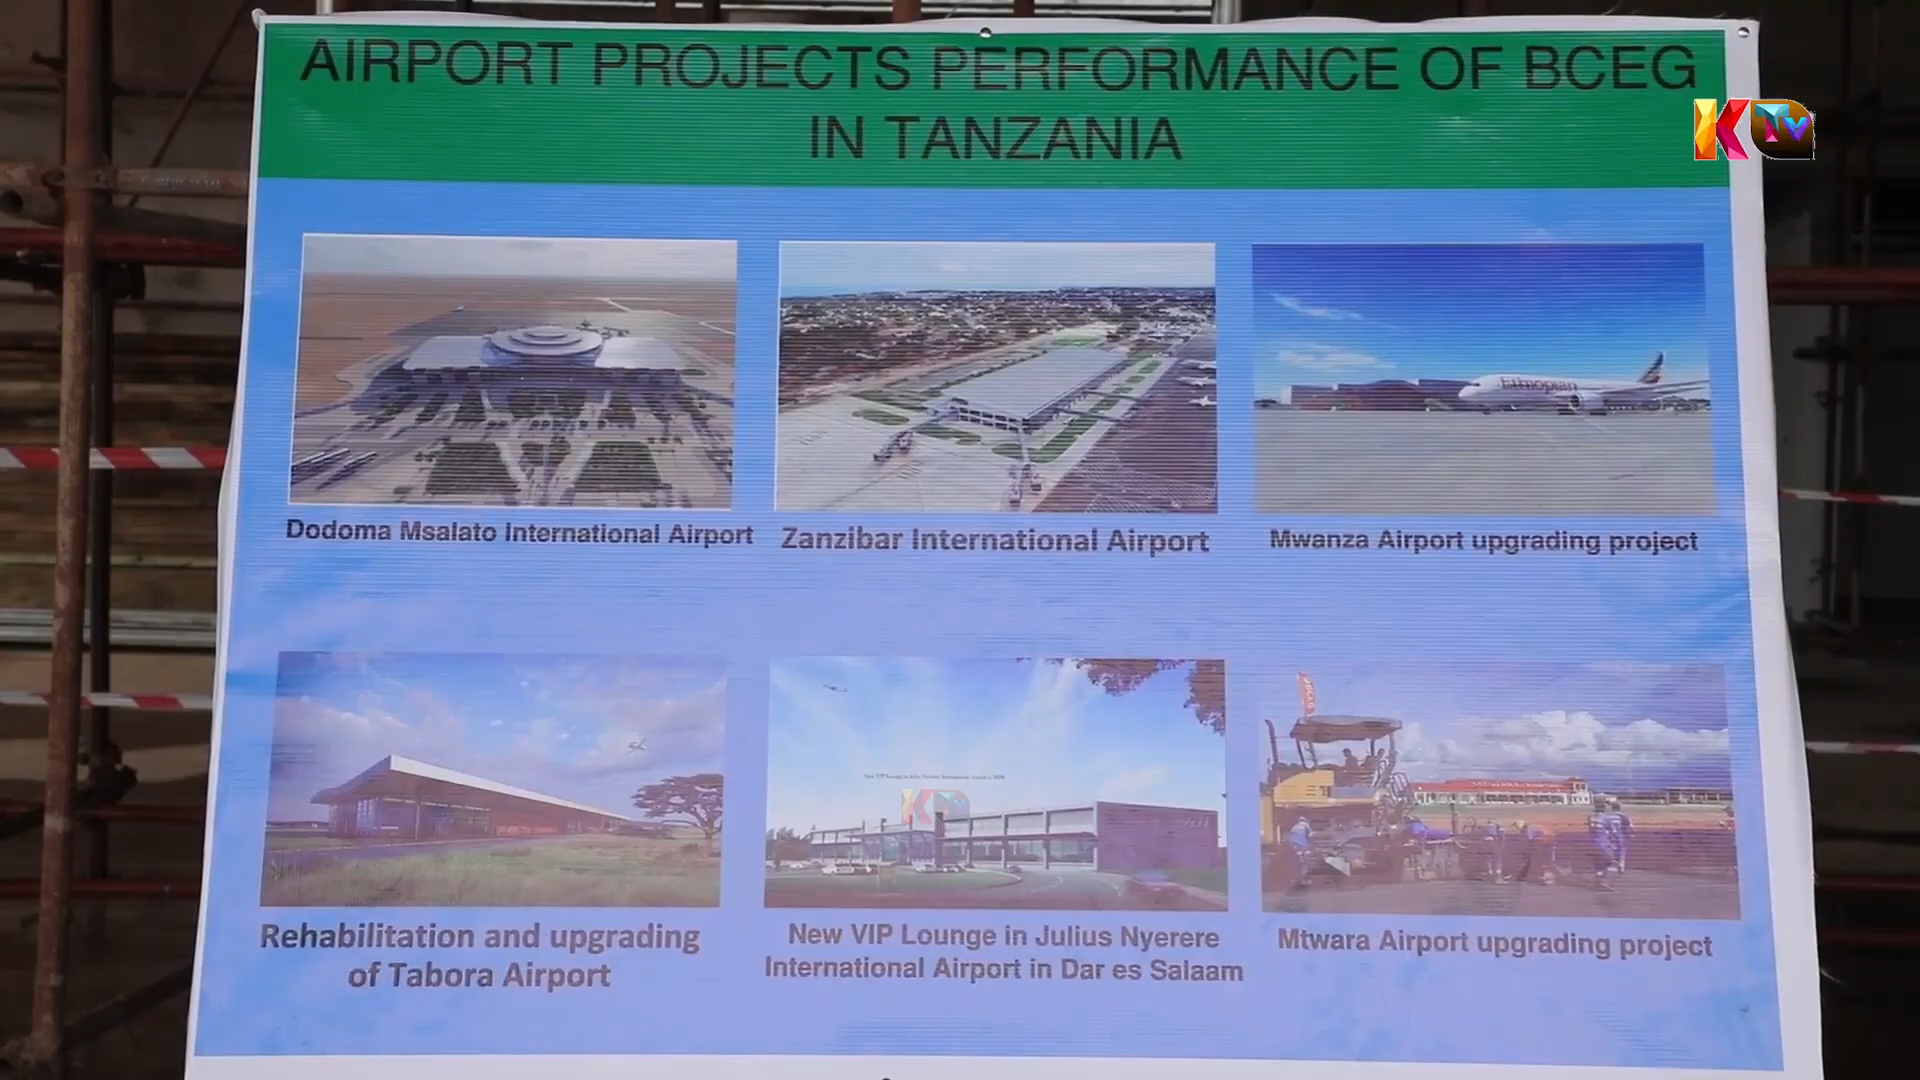 AIRPORT PROJECTS PERFORMANCE OF BCEG
IN TANZANIA
KTV
Ethiopian
Dodoma Msalato International Airport
Zanzibar International Airport
Mwanza Airport upgrading project
Rehabilitation and upgrading
of Tabora Airport
New VIP Lounge in Julius Nyerere
International Airport in Dar es Salaam
Mtwara Airport upgrading project